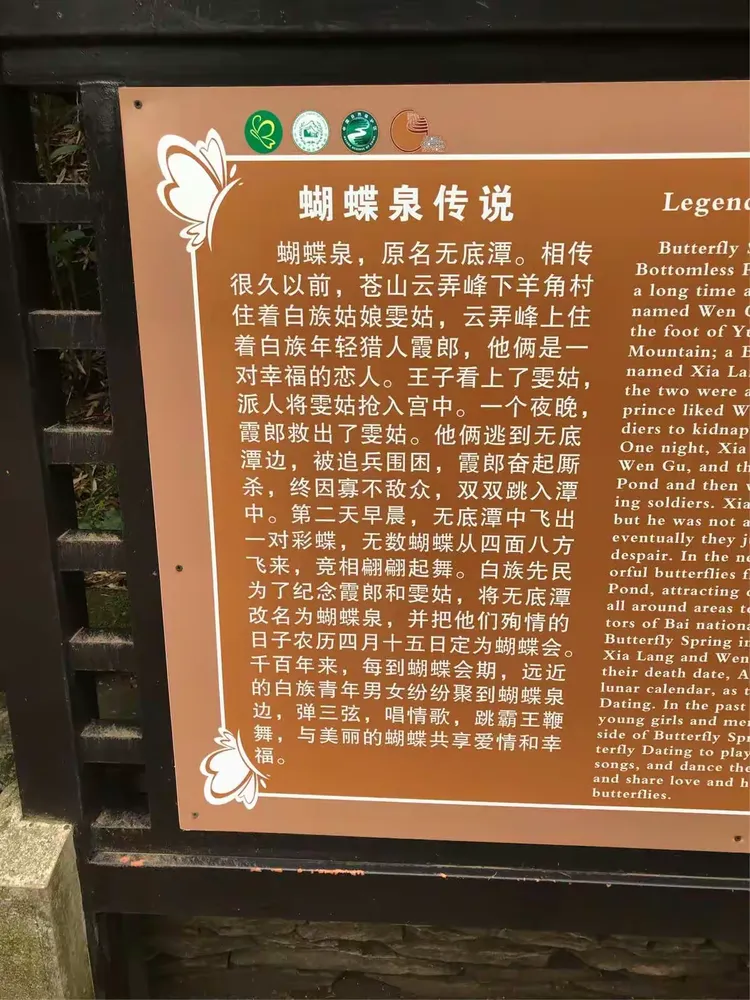 蝴蝶泉传说
蝴蝶泉，原名无底潭。相传
很久以前，苍山云弄峰下羊角村
住着白族姑娘雯姑，云弄峰上住
着白族年轻猎人霞郎，他俩是一
对幸福的恋人。王子看上了雯姑，
派人将雯姑抢入宫中。一个夜晚，
霞郎救出了雯姑。他俩逃到无底
潭边，被追兵围困，霞郎奋起厮
杀，终因寡不敌众，双双跳入潭
中。第二天早晨，无底潭中飞出
一对彩蝶，无数蝴蝶从四面八方
飞来，竞相翩翩起舞。白族先民
为了纪念霞郎和雯姑，将无底潭
改名为蝴蝶泉，并把他们殉情的
日子农历四月十五日定为蝴蝶会。
千百年来，每到蝴蝶会期，远近
的白族青年男女纷纷聚到蝴蝶泉
边，弹三弦，唱情歌，跳霸王鞭
舞，与美丽的蝴蝶共享爱情和幸
福。
Legend
Butterfly S
Bottomless P
a long time a
named Wen G
the foot of Yu
Mountain; a B
named Xia Lan
the two were a
prince liked W
diers to kidnap
One night, Xia
Wen Gu, and th
Pond and then w
ing soldiers. Xia
but he was not a
eventually they ju
despair. In the ne
orful butterflies f
Pond, attracting
all around areas to
tors of Bai nationa
Butterfly Spring in
Xia Lang and Wen
their death date, A
lunar calendar, as t
Dating. In the past
young girls and men
side of Butterfly Spr
terfly Dating to play
songs, and dance the
and share love and h
butterflies.